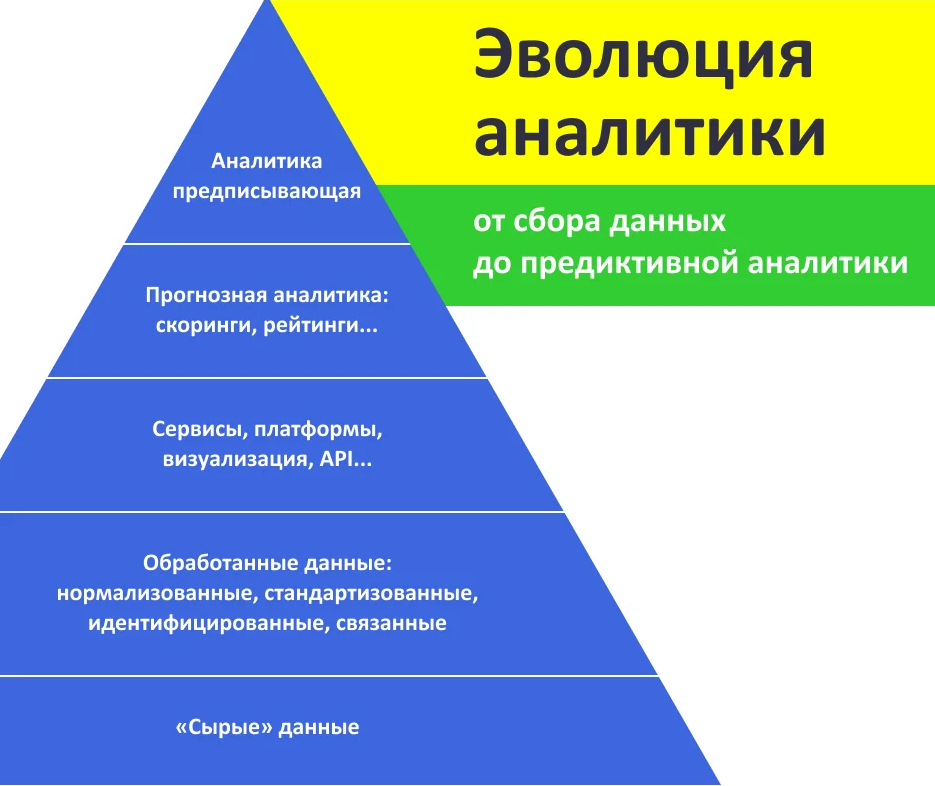 Эволюция
аналитики
от сбора данных
до предиктивной аналитики
Аналитика
предписывающая
Прогнозная аналитика:
скоринги, рейтинги...
Сервисы, платформы,
визуализация, API...
Обработанные данные:
нормализованные, стандартизованные,
идентифицированные, связанные
«Сырые» данные